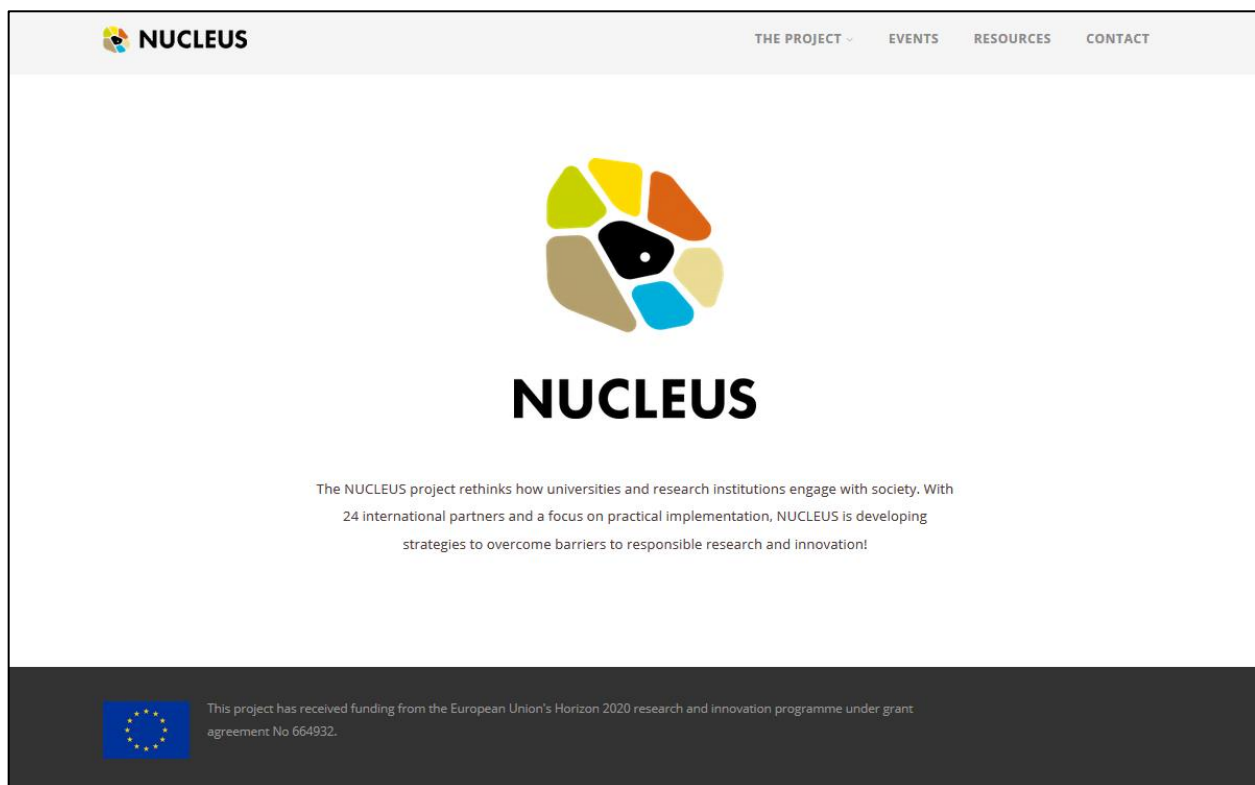 NUCLEUS
THE PROJECT
EVENTS
RESOURCES
CONTACT
NUCLEUS
The NUCLEUS project rethinks how universities and research institutions engage with society. With
24 international partners and a focus on practical implementation, NUCLEUS is developing
strategies to overcome barriers to responsible research and innovation!
This project has received funding from the European Union's Horizon 2020 research and innovation programme under grant
agreement No 664932.